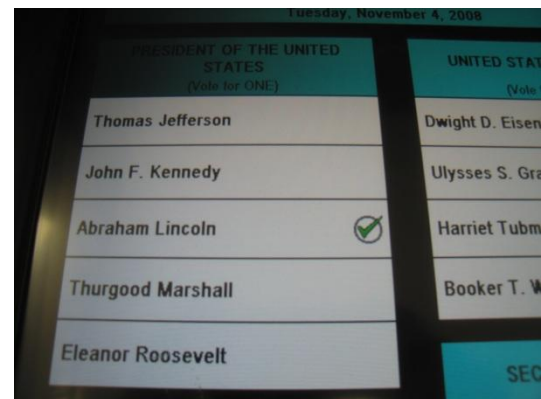 Tuesday, November 4, 2008
PRESIDENT OF THE UNITED
STATES
(Vote for ONE)
Thomas Jefferson
John F. Kennedy
Abraham Lincoln
Thurgood Marshall
Eleanor Roosevelt
UNITED STAT
(Vote
Dwight D. Eisen
Ulysses S. Gra
Harriet Tubm
Booker T. W
SEC